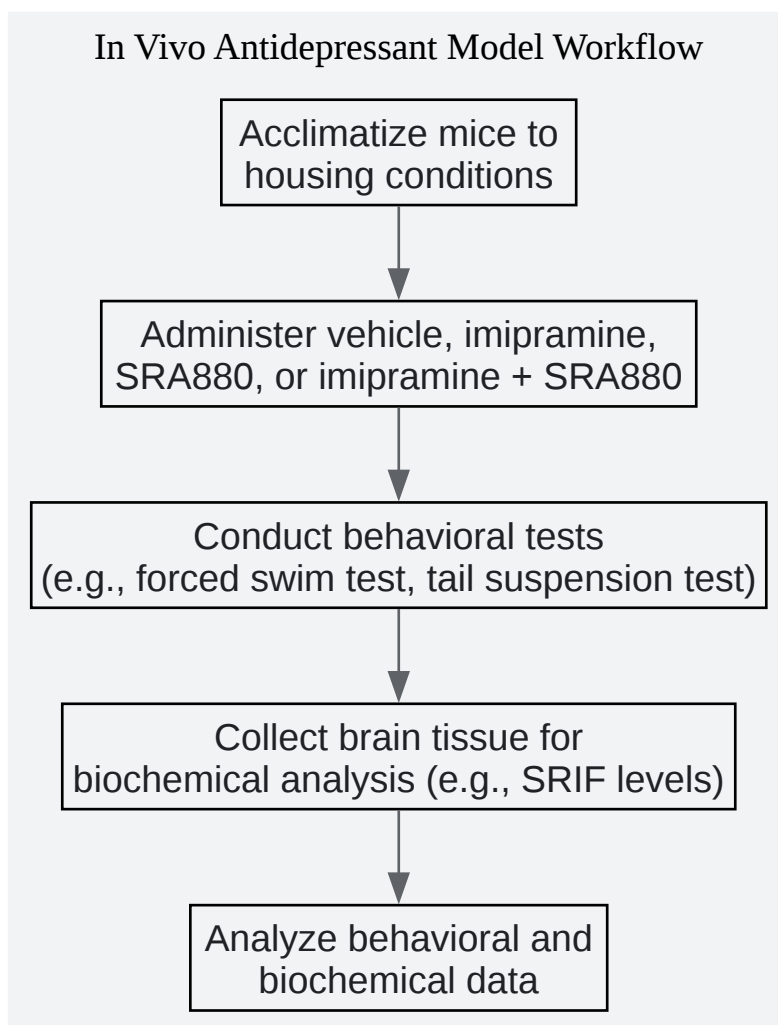 In Vivo Antidepressant Model Workflow
Acclimatize mice to
housing conditions
Administer vehicle, imipramine,
SRA880, or imipramine + SRA880
Conduct behavioral tests
(e.g., forced swim test, tail suspension test)
Collect brain tissue for
biochemical analysis (e.g., SRIF levels)
Analyze behavioral and
biochemical data